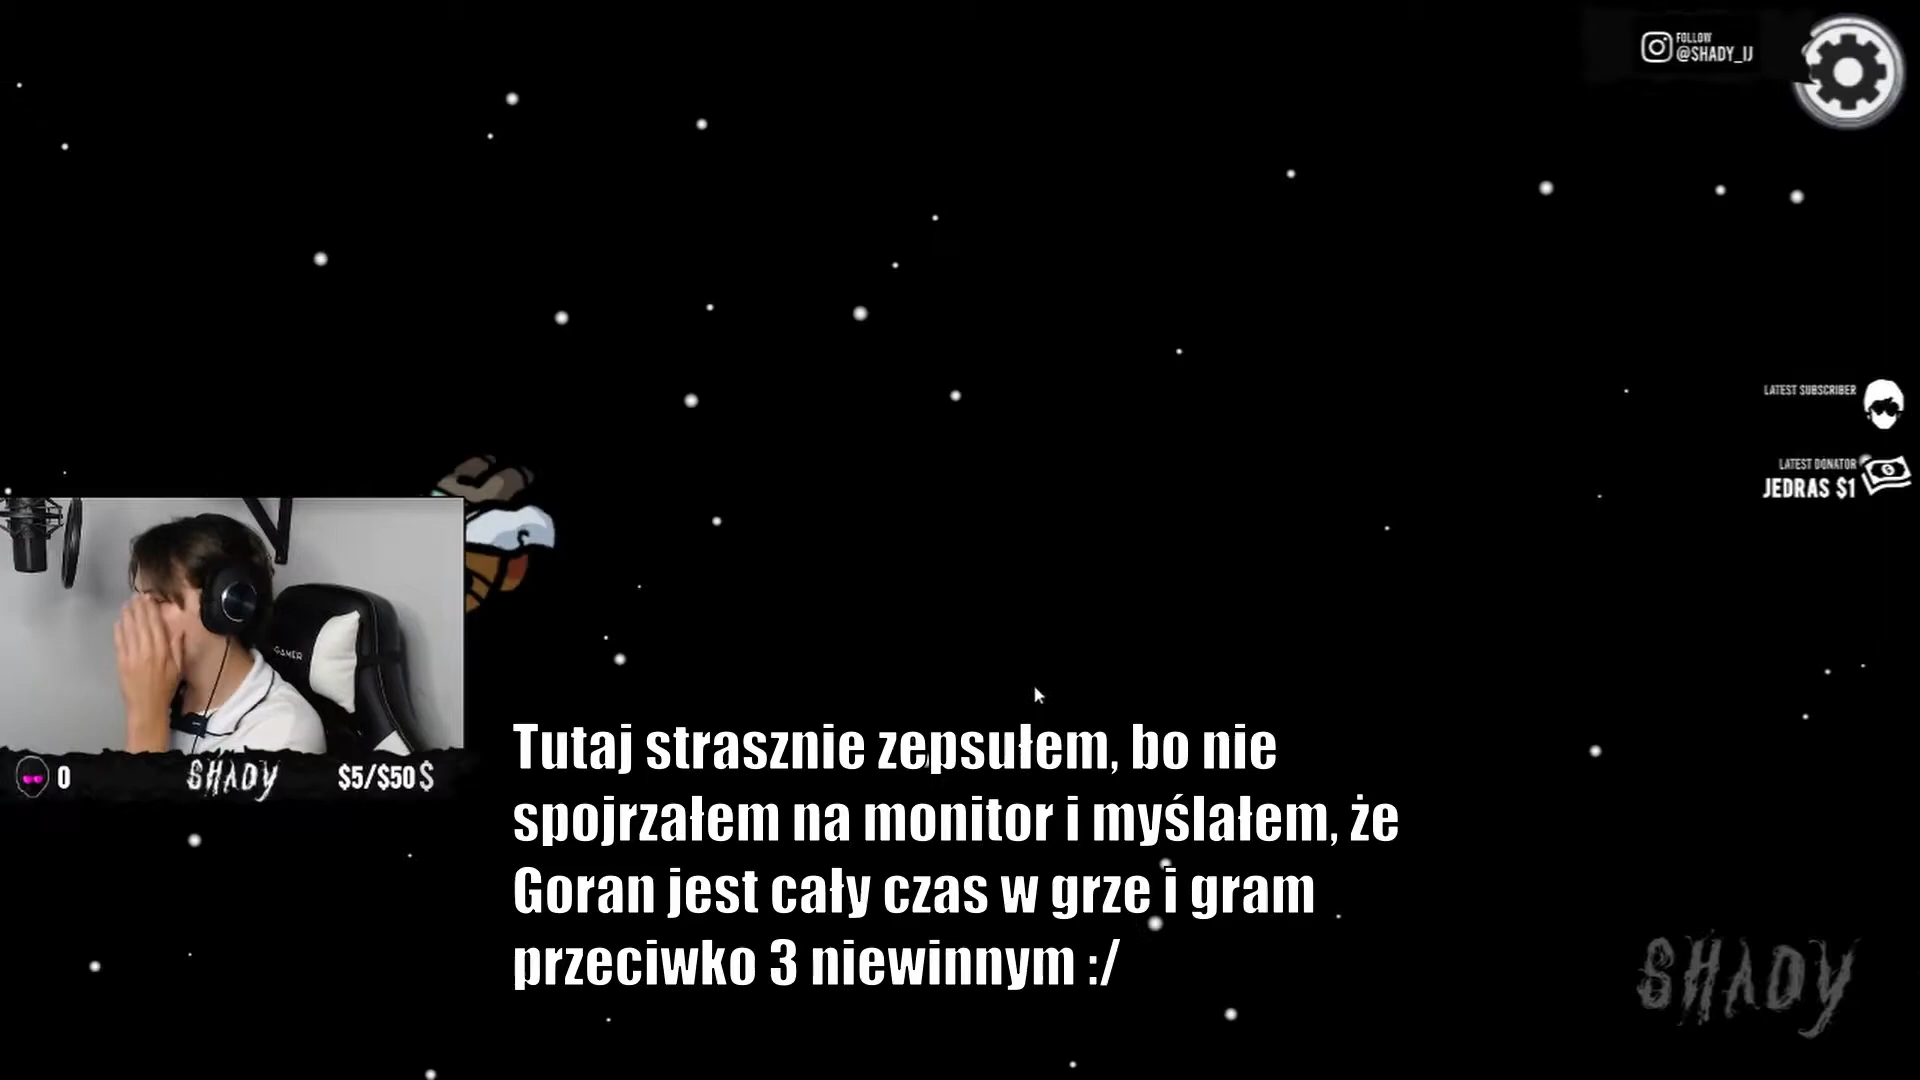 FOLLOW
@SHADY_IJ
LATEST SUBSCRIBER
LATEST DONATOR
JEDRAS $1
GAMER
0
SHADY
$5/$50 $
Tutaj strasznie zepsułem, bo nie
spojrzałem na monitor i myślałem, że
Goran jest cały czas w grze i gram
przeciwko 3 niewinnym :/
SHADY